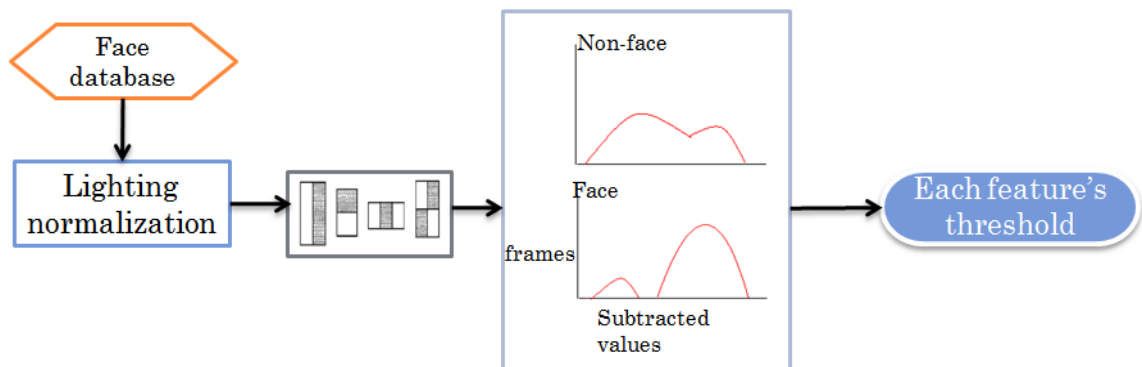 Face
database
Lighting
normalization
Non-face
Face
frames
Subtracted
values
Each feature's
threshold